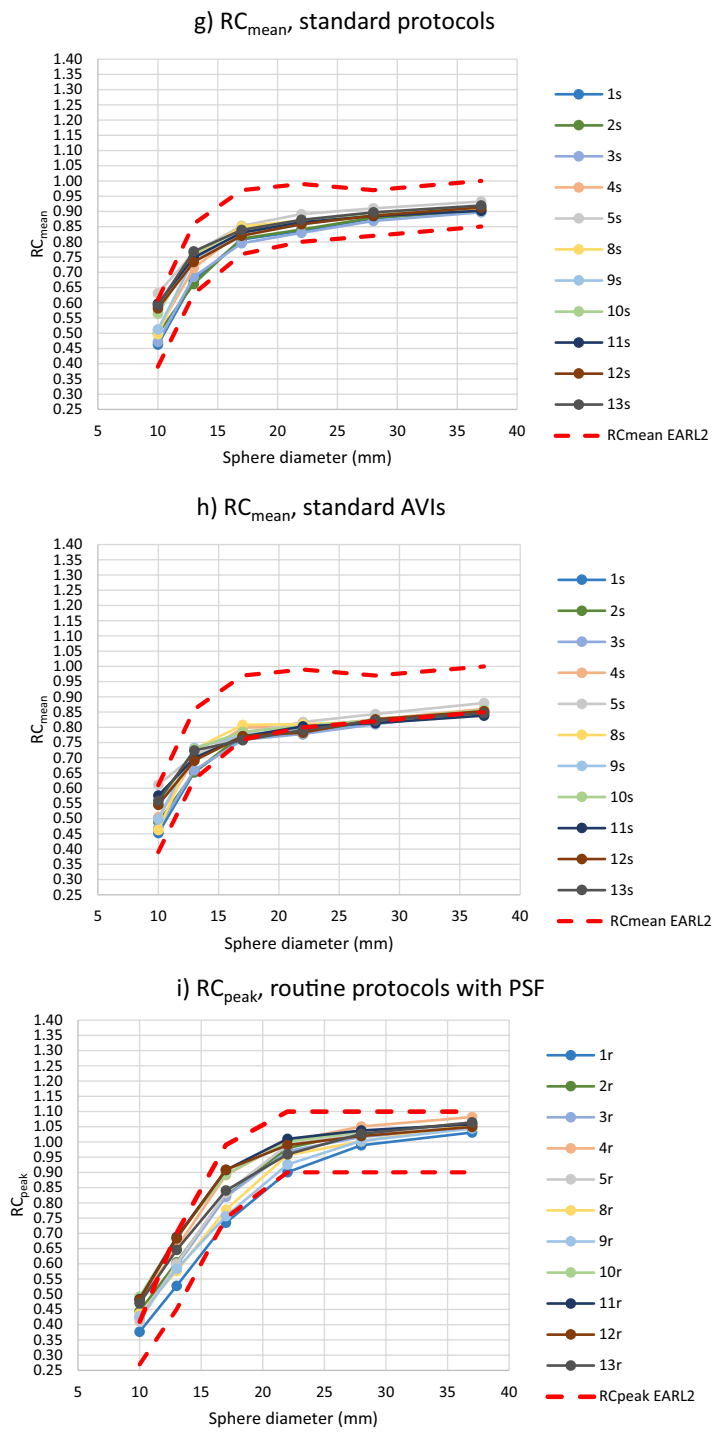 g) RCmean, standard protocols
1.40
1.35
1.30
1.25
1.20
1.15
1.10
1.05
1.00
0.95
0.90
0.85
0.80
0.75
0.70
0.65
0.60
0.55
0.50
0.45
0.40
0.35
0.30
0.25
RCmean
5 10 15 20 25 30 35 40
Sphere diameter (mm)
1s
2s
3s
4s
5s
8s
9s
10s
11s
12s
13s
RCmean EARL2
h) RCmean, standard AVIs
1.40
1.35
1.30
1.25
1.20
1.15
1.10
1.05
1.00
0.95
0.90
0.85
0.80
0.75
0.70
0.65
0.60
0.55
0.50
0.45
0.40
0.35
0.30
0.25
RCmean
5 10 15 20 25 30 35 40
Sphere diameter (mm)
1s
2s
3s
4s
5s
8s
9s
10s
11s
12s
13s
RCmean EARL2
i) RCpeak, routine protocols with PSF
1.40
1.35
1.30
1.25
1.20
1.15
1.10
1.05
1.00
0.95
0.90
0.85
0.80
0.75
0.70
0.65
0.60
0.55
0.50
0.45
0.40
0.35
0.30
0.25
RCpeak
5 10 15 20 25 30 35 40
Sphere diameter (mm)
1r
2r
3r
4r
5r
8r
9r
10r
11r
12r
13r
RCpeak EARL2